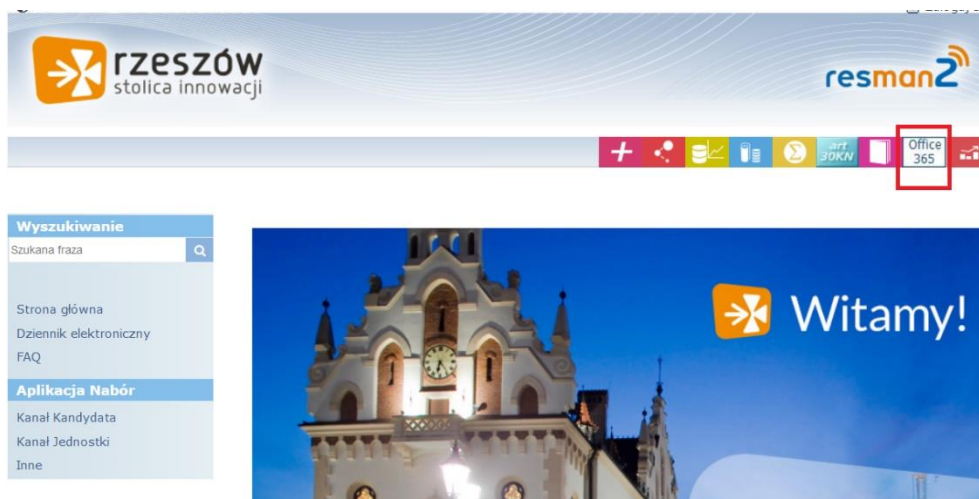 rzeszów
stolica innowacji
resman2
art
30KN
Office
365
Wyszukiwanie
Szukana fraza
Strona główna
Dziennik elektroniczny
FAQ
Aplikacja Nabór
Kanał Kandydata
Kanał Jednostki
Inne
Witamy!